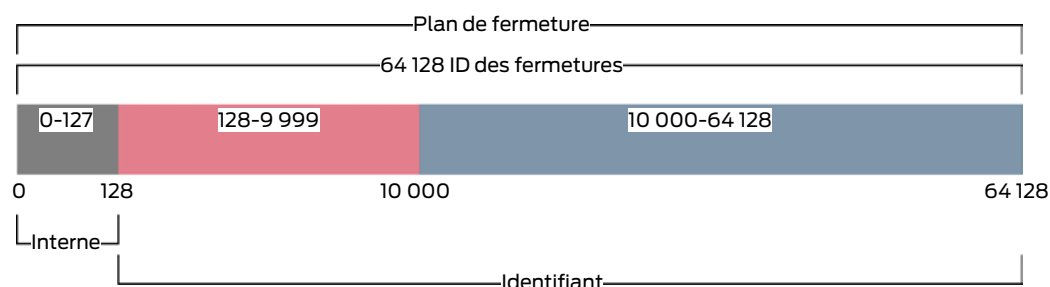 Plan de fermeture
64 128 ID des fermetures
0-127 128-9 999 10 000-64 128
0 128 10 000 64 128
Interne
Identifiant